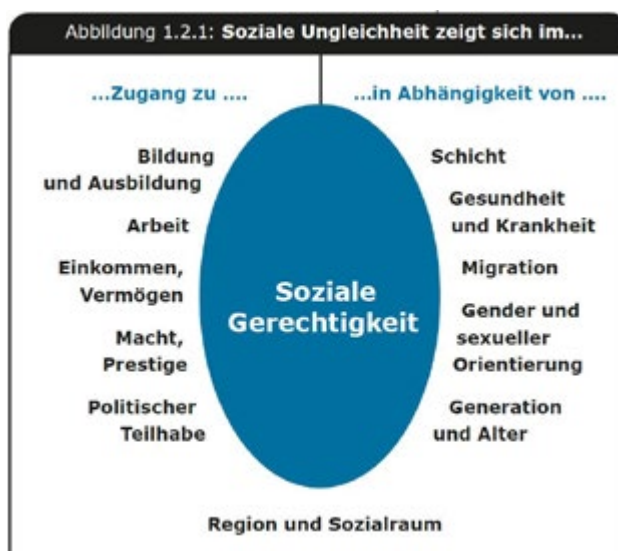 Abbildung 1.2.1: Soziale Ungleichheit zeigt sich im...
...Zugang zu ....
Bildung
und Ausbildung
Arbeit
Einkommen,
Vermögen
Macht,
Prestige
Politischer
Teilhabe
Soziale
Gerechtigkeit
...in Abhängigkeit von ....
Schicht
Gesundheit
und Krankheit
Migration
Gender und
sexueller
Orientierung
Generation
und Alter
Region und Sozialraum